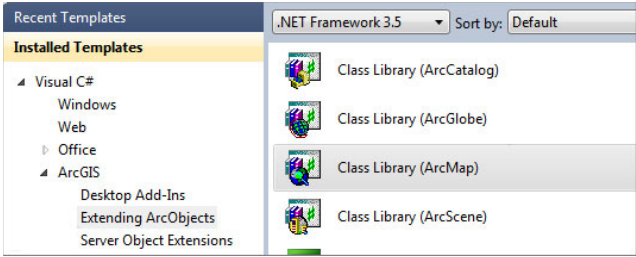 Recent Templates
.NET Framework 3.5 Sort by: Default
Installed Templates
Visual C#
Windows
Web
Office
ArcGIS
Desktop Add-Ins
Extending ArcObjects
Server Object Extensions
Class Library (ArcCatalog)
Class Library (ArcGlobe)
Class Library (ArcMap)
Class Library (ArcScene)